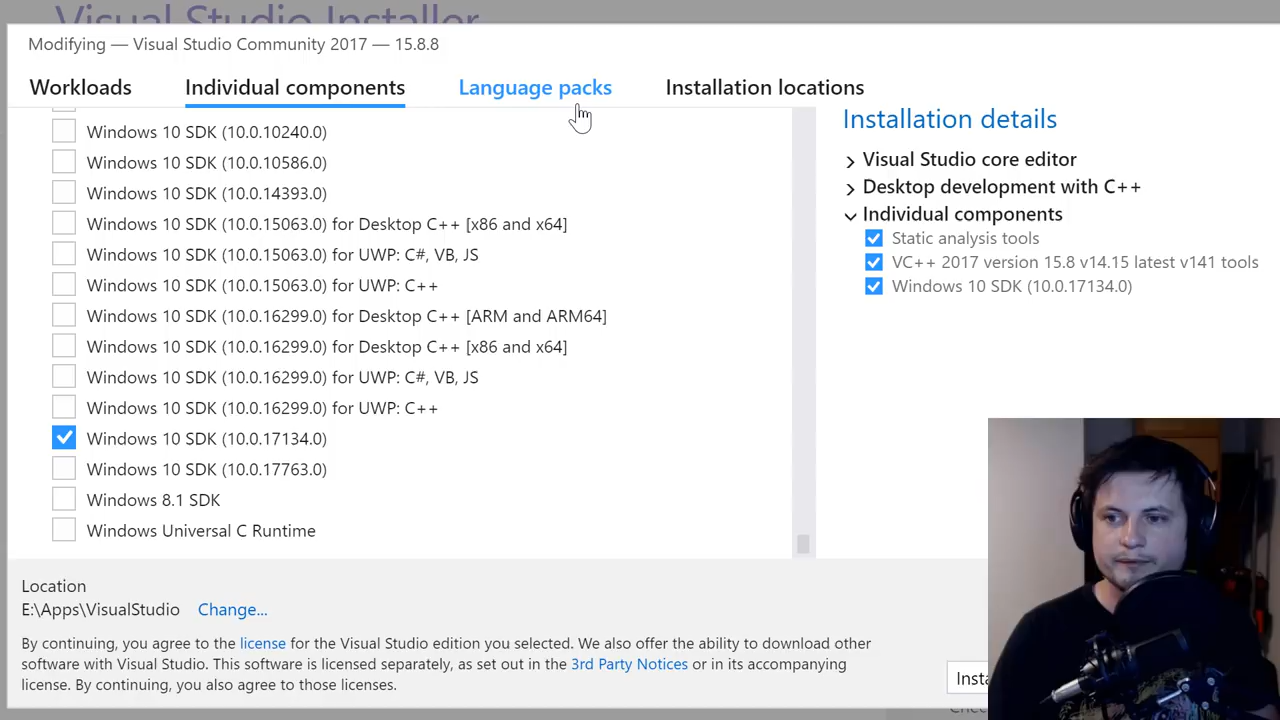 Visual Studio Installer
Modifying — Visual Studio Community 2017 — 15.8.8
Workloads
Individual components
Language packs
Installation locations
Windows 10 SDK (10.0.10240.0)
Windows 10 SDK (10.0.10586.0)
Windows 10 SDK (10.0.14393.0)
Windows 10 SDK (10.0.15063.0) for Desktop C++ [x86 and x64]
Windows 10 SDK (10.0.15063.0) for UWP: C#, VB, JS
Windows 10 SDK (10.0.15063.0) for UWP: C++
Windows 10 SDK (10.0.16299.0) for Desktop C++ [ARM and ARM64]
Windows 10 SDK (10.0.16299.0) for Desktop C++ [x86 and x64]
Windows 10 SDK (10.0.16299.0) for UWP: C#, VB, JS
Windows 10 SDK (10.0.16299.0) for UWP: C++
Windows 10 SDK (10.0.17134.0)
Windows 10 SDK (10.0.17763.0)
Windows 8.1 SDK
Windows Universal C Runtime
Installation details
Visual Studio core editor
Desktop development with C++
Individual components
Static analysis tools
VC++ 2017 version 15.8 v14.15 latest v141 tools
Windows 10 SDK (10.0.17134.0)
Location
E:\Apps\VisualStudio Change...
By continuing, you agree to the license for the Visual Studio edition you selected. We also offer the ability to download other
software with Visual Studio. This software is licensed separately, as set out in the 3rd Party Notices or in its accompanying
license. By continuing, you also agree to those licenses.
Insta